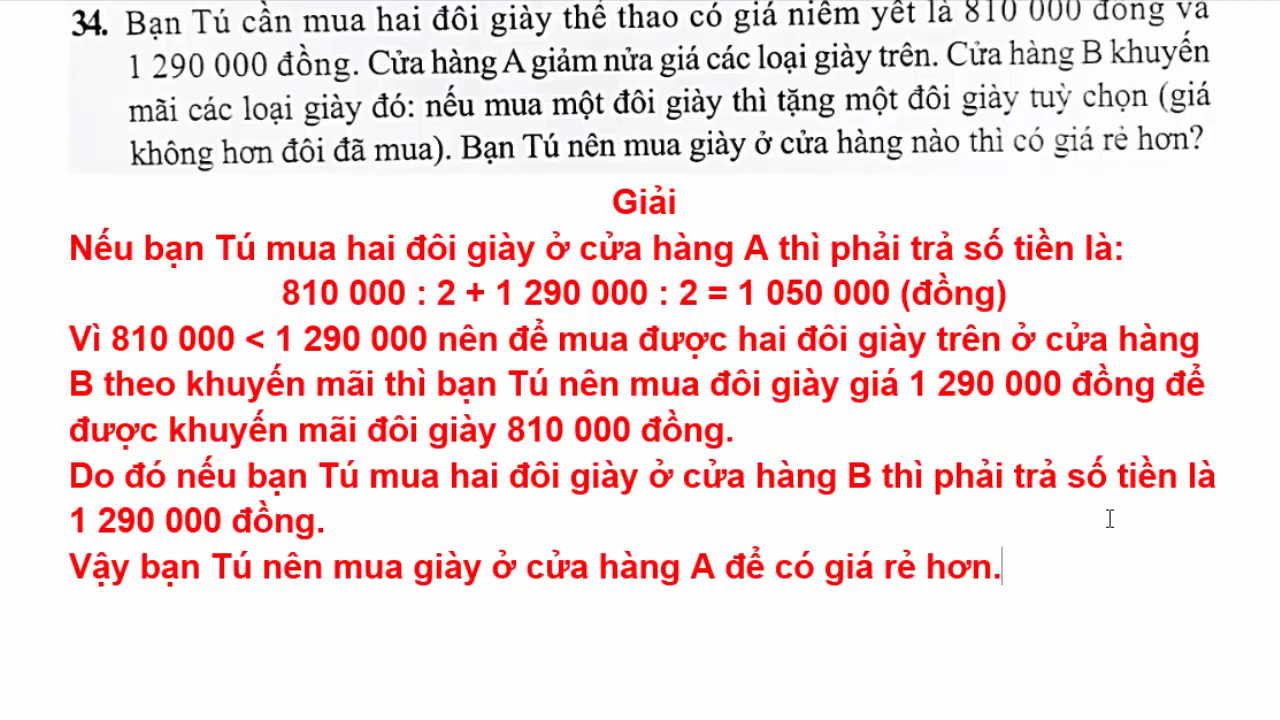 34. Bạn Tú cần mua hai đôi giày thể thao có giá niêm yết là 810 000 đồng và
1 290 000 đồng. Cửa hàng A giảm nửa giá các loại giày trên. Cửa hàng B khuyến
mãi các loại giày đó: nếu mua một đôi giày thì tặng một đôi giày tuỳ chọn (giá
không hơn đôi đã mua). Bạn Tú nên mua giày ở cửa hàng nào thì có giá rẻ hơn?
Giải
Nếu bạn Tú mua hai đôi giày ở cửa hàng A thì phải trả số tiền là:
810 000 : 2 + 1 290 000 : 2 = 1 050 000 (đồng)
Vì 810 000 < 1 290 000 nên để mua được hai đôi giày trên ở cửa hàng
B theo khuyến mãi thì bạn Tú nên mua đôi giày giá 1 290 000 đồng để
được khuyến mãi đôi giày 810 000 đồng.
Do đó nếu bạn Tú mua hai đôi giày ở cửa hàng B thì phải trả số tiền là
1 290 000 đồng.
Vậy bạn Tú nên mua giày ở cửa hàng A để có giá rẻ hơn.